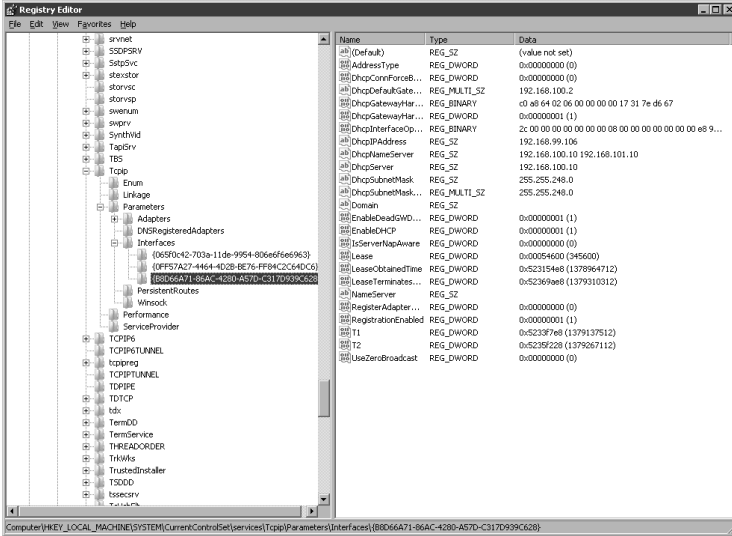 Registry Editor
File Edit View Favorites Help
srvnet
SSDPSRV
SstpSvc
stexstor
storvsc
storvsp
swenum
swprv
SynthVid
TapiSrv
TBS
Tcpip
Enum
Linkage
Parameters
Adapters
DNSRegisteredAdapters
Interfaces
{065f0c42-703a-11de-9954-806e6f6e6963}
{0FF57A27-4464-4D2B-BE76-FF84C2C64DC6}
{B8D66A71-86AC-4280-A57D-C317D939C628
PersistentRoutes
Winsock
Performance
ServiceProvider
TCPIP6
TCPIP6TUNNEL
tcpipreg
TCPIPTUNNEL
TDPIPE
TDTCP
tdx
TermDD
TermService
THREADORDER
TrkWks
TrustedInstaller
TSDDD
tssecsrv
Name Type Data
(Default) REG_SZ (value not set)
AddressType REG_DWORD 0x00000000 (0)
DhcpConnForceB... REG_DWORD 0x00000000 (0)
DhcpDefaultGate... REG_MULTI_SZ 192.168.100.2
DhcpGatewayHar... REG_BINARY c0 a8 64 02 06 00 00 00 00 17 31 7e d6 67
DhcpGatewayHar... REG_DWORD 0x00000001 (1)
DhcpInterfaceOp... REG_BINARY 2c 00 00 00 00 00 00 00 08 00 00 00 00 00 00 00 e8 9...
DhcpIPAddress REG_SZ 192.168.99.106
DhcpNameServer REG_SZ 192.168.100.10 192.168.101.10
DhcpServer REG_SZ 192.168.100.10
DhcpSubnetMask REG_SZ 255.255.248.0
DhcpSubnetMask... REG_MULTI_SZ 255.255.248.0
Domain REG_SZ
EnableDeadGWD... REG_DWORD 0x00000001 (1)
EnableDHCP REG_DWORD 0x00000001 (1)
IsServerNapAware REG_DWORD 0x00000000 (0)
Lease REG_DWORD 0x00054600 (345600)
LeaseObtainedTime REG_DWORD 0x523154e8 (1378964712)
LeaseTerminates... REG_DWORD 0x52369ae8 (1379310312)
NameServer REG_SZ
RegisterAdapter... REG_DWORD 0x00000000 (0)
RegistrationEnabled REG_DWORD 0x00000001 (1)
T1 REG_DWORD 0x5233f7e8 (1379137512)
T2 REG_DWORD 0x5235f228 (1379267112)
UseZeroBroadcast REG_DWORD 0x00000000 (0)
Computer\HKEY_LOCAL_MACHINE\SYSTEM\CurrentControlSet\services\Tcpip\Parameters\Interfaces\{B8D66A71-86AC-4280-A57D-C317D939C628}